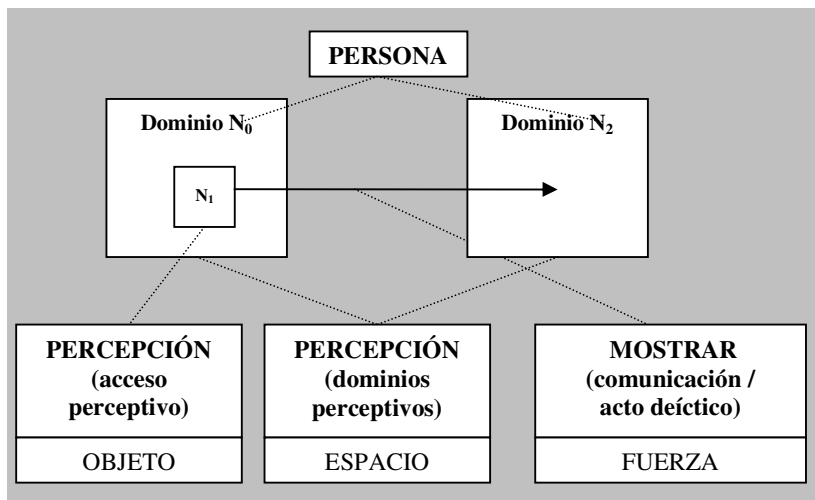 PERSONA
Dominio N0
Dominio N2
N1
PERCEPCIÓN
(acceso
perceptivo)
OBJETO
PERCEPCIÓN
(dominios
perceptivos)
ESPACIO
MOSTRAR
(comunicación /
acto deíctico)
FUERZA